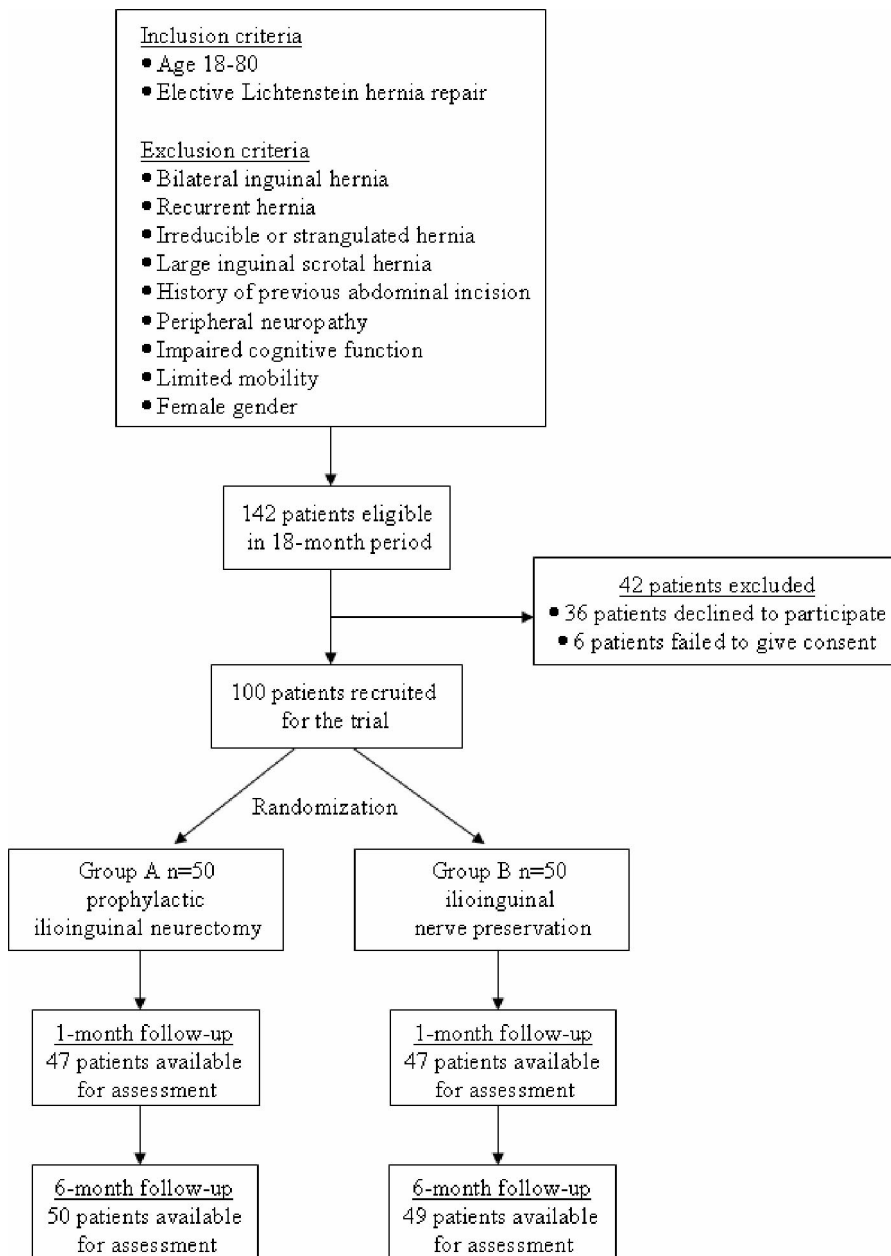 Inclusion criteria
● Age 18-80
● Elective Lichtenstein hernia repair
Exclusion criteria
● Bilateral inguinal hernia
● Recurrent hernia
● Irreducible or strangulated hernia
● Large inguinal scrotal hernia
● History of previous abdominal incision
● Peripheral neuropathy
● Impaired cognitive function
● Limited mobility
● Female gender
142 patients eligible
in 18-month period
42 patients excluded
● 36 patients declined to participate
● 6 patients failed to give consent
100 patients recruited
for the trial
Randomization
Group A n=50
prophylactic
ilioinguinal neurectomy
Group B n=50
ilioinguinal
nerve preservation
1-month follow-up
47 patients available
for assessment
1-month follow-up
47 patients available
for assessment
6-month follow-up
50 patients available
for assessment
6-month follow-up
49 patients available
for assessment